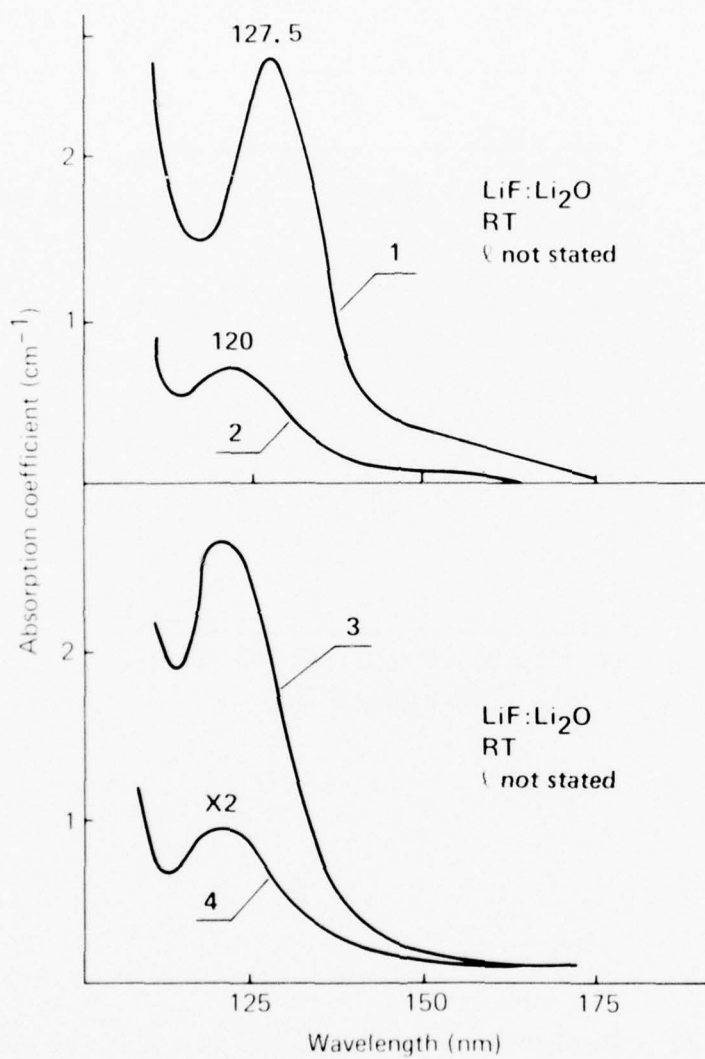 127.5
2
LiF:Li₂O
RT
ℓ not stated
1
1
120
2
Absorption coefficient (cm⁻¹)
3
2
LiF:Li₂O
RT
ℓ not stated
X2
1
4
125 150 175
Wavelength (nm)